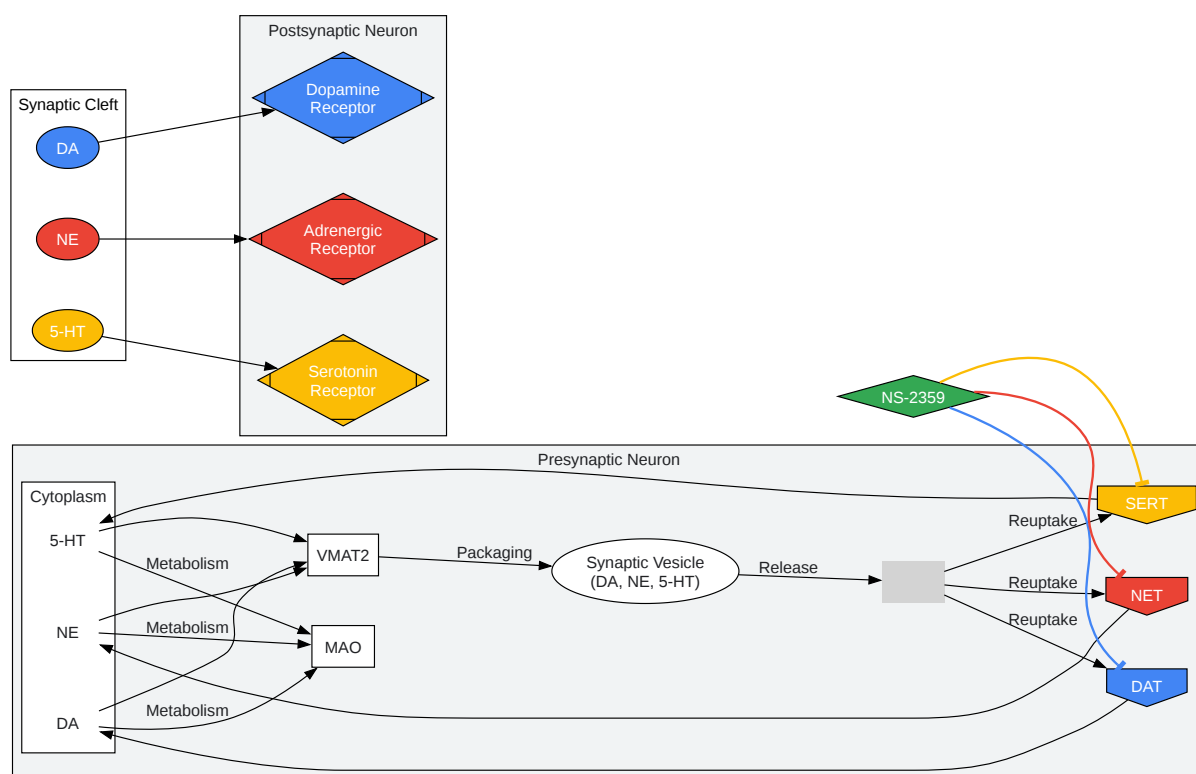 Postsynaptic Neuron
Dopamine
Receptor
Synaptic Cleft
DA
NE
Adrenergic
Receptor
5-HT
Serotonin
Receptor
NS-2359
Presynaptic Neuron
Cytoplasm
5-HT
NE
DA
Metabolism
Metabolism
Metabolism
VMAT2
MAO
Packaging
Synaptic Vesicle
(DA, NE, 5-HT)
Release
Reuptake
Reuptake
Reuptake
SERT
NET
DAT